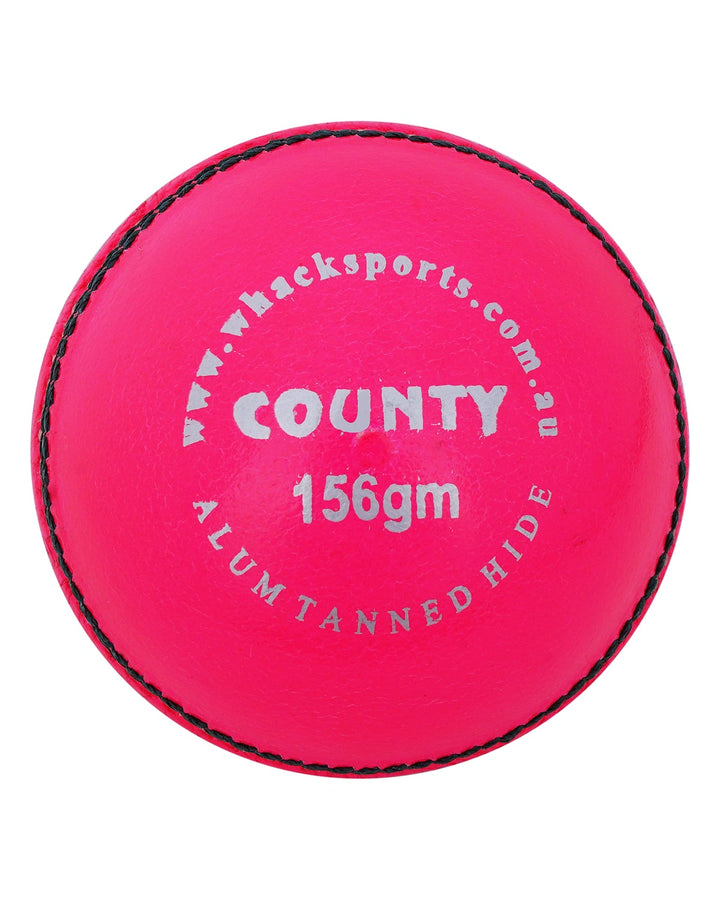 www.whacksports.com.au
COUNTY
156gm
ALUM TANNED HIDE